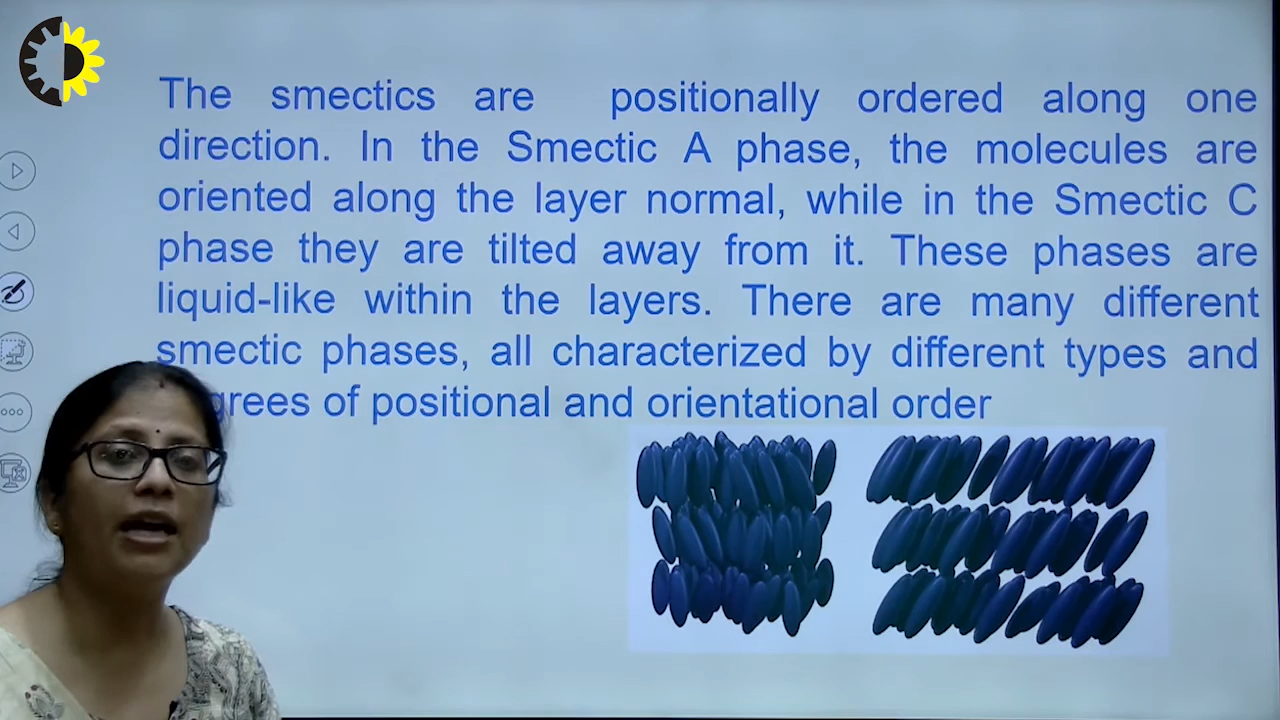 The smectics are positionally ordered along one
direction. In the Smectic A phase, the molecules are
oriented along the layer normal, while in the Smectic C
phase they are tilted away from it. These phases are
liquid-like within the layers. There are many different
smectic phases, all characterized by different types and
grees of positional and orientational order